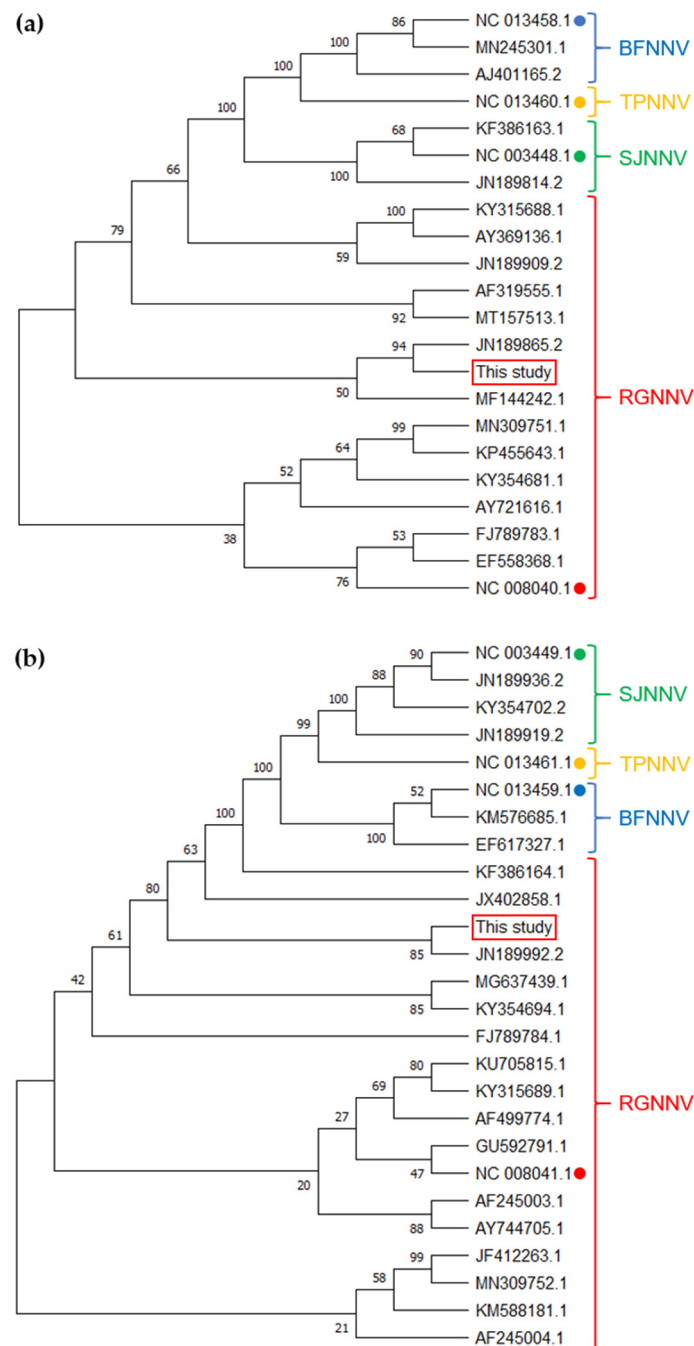 (a)
86
NC 013458.1
MN245301.1
100
AJ401165.2
BFNNV
100
NC 013460.1
TPNNV
100
68
KF386163.1
NC 003448.1
100
JN189814.2
SJNNV
66
100
KY315688.1
AY369136.1
59
JN189909.2
79
AF319555.1
92
MT157513.1
94
JN189865.2
This study
50
MF144242.1
RGNNV
99
MN309751.1
KP455643.1
64
KY354681.1
52
AY721616.1
38
53
FJ789783.1
EF558368.1
76
NC 008040.1
(b)
90
NC 003449.1
JN189936.2
88
KY354702.2
100
JN189919.2
SJNNV
99
NC 013461.1
TPNNV
100
52
NC 013459.1
KM576685.1
100
EF617327.1
BFNNV
100
KF386164.1
63
JX402858.1
80
This study
85
JN189992.2
61
MG637439.1
85
KY354694.1
42
FJ789784.1
80
KU705815.1
KY315689.1
69
AF499774.1
RGNNV
27
GU592791.1
47
NC 008041.1
20
AF245003.1
88
AY744705.1
99
JF412263.1
MN309752.1
58
KM588181.1
21
AF245004.1